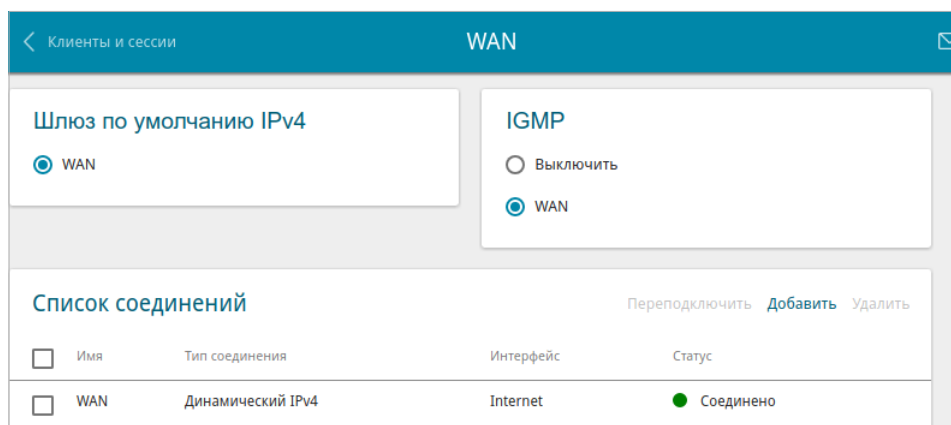 Клиенты и сессии
WAN
Шлюз по умолчанию IPv4
WAN
IGMP
Выключить
WAN
Список соединений
Переподключить Добавить Удалить
Имя Тип соединения Интерфейс Статус
WAN Динамический IPv4 Internet Соединено